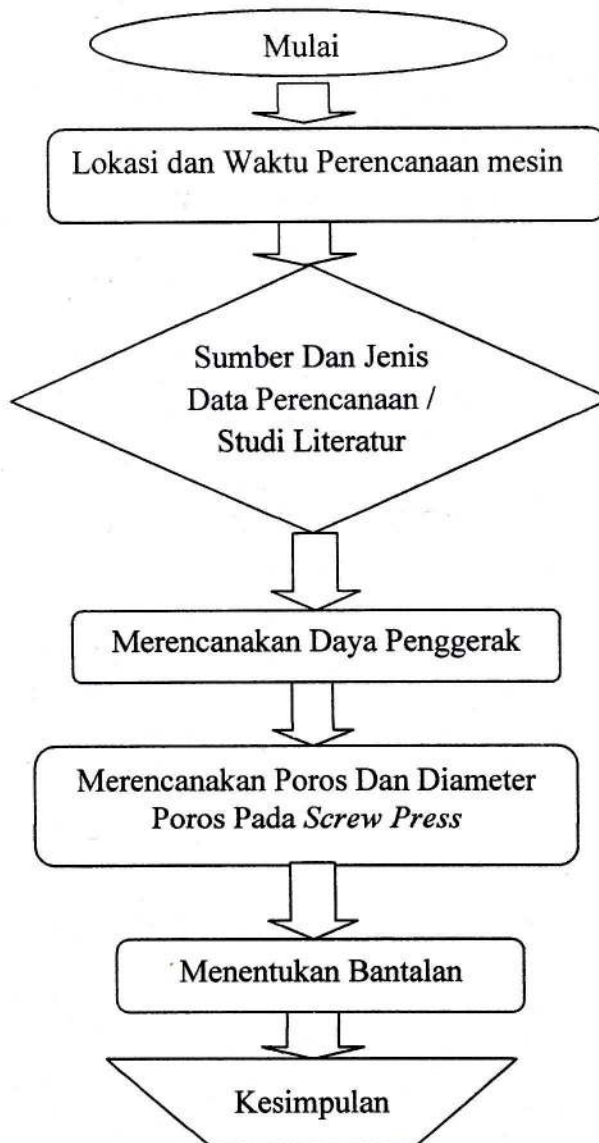 Mulai
Lokasi dan Waktu Perencanaan mesin
Sumber Dan Jenis
Data Perencanaan /
Studi Literatur
Merencanakan Daya Penggerak
Merencanakan Poros Dan Diameter
Poros Pada Screw Press
Menentukan Bantalan
Kesimpulan